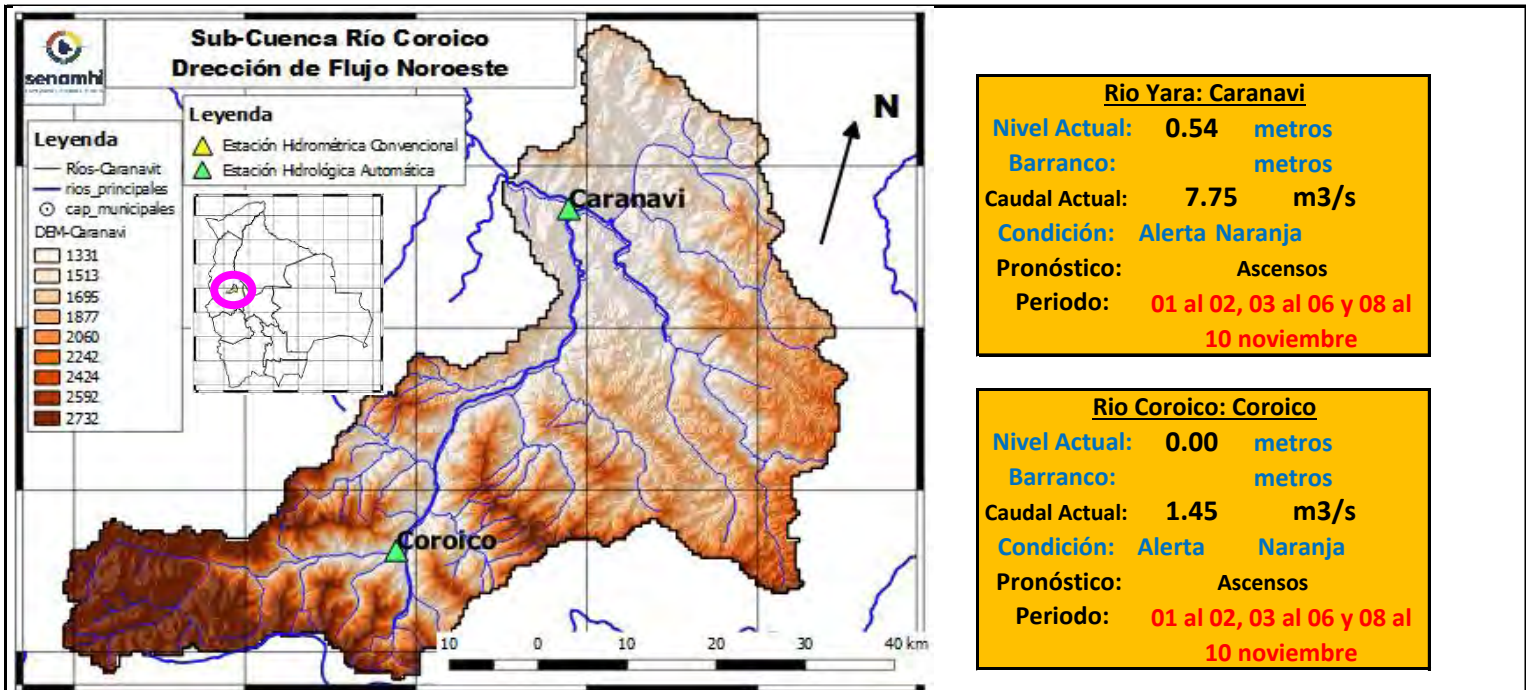 senamhi
Sub-Cuenca Río Coroico
Drección de Flujo Noroeste
Leyenda
Ríos-Caranavit
rios_principales
cap_municipales
DEM-Caranavi
1331
1513
1695
1877
2060
2242
2424
2592
2732
Leyenda
Estación Hidrométrica Convencional
Estación Hidrológica Automática
N
Caranavi
Coroico
10 0 10 20 30 40 km
Rio Yara: Caranavi
Nivel Actual: 0.54 metros
Barranco: metros
Caudal Actual: 7.75 m3/s
Condición: Alerta Naranja
Pronóstico: Ascensos
Periodo: 01 al 02, 03 al 06 y 08 al
10 noviembre
Rio Coroico: Coroico
Nivel Actual: 0.00 metros
Barranco: metros
Caudal Actual: 1.45 m3/s
Condición: Alerta Naranja
Pronóstico: Ascensos
Periodo: 01 al 02, 03 al 06 y 08 al
10 noviembre